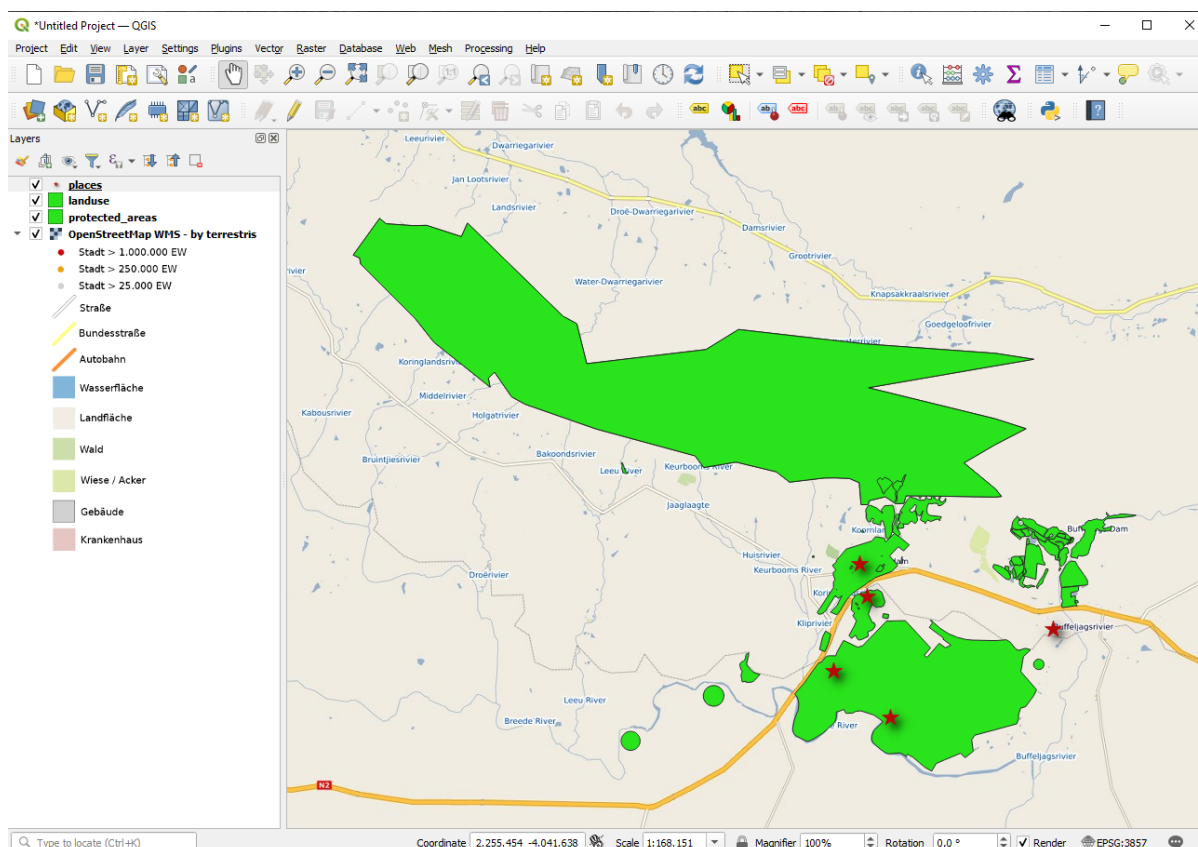 *Untitled Project — QGIS
Project Edit View Layer Settings Plugins Vector Raster Database Web Mesh Processing Help
Layers
places
landuse
protected_areas
OpenStreetMap WMS - by terrestris
Stadt > 1.000.000 EW
Stadt > 250.000 EW
Stadt > 25.000 EW
Straße
Bundesstraße
Autobahn
Wasserfläche
Landfläche
Wald
Wiese / Acker
Gebäude
Krankenhaus
Leeurivier
Dwarriegarivier
Jan Lootsrivier
Landsrivier
Droë-Dwarriegarivier
Damsrivier
Grootrivier
Water-Dwarriegarivier
Knapsakkraalsrivier
Goedgeloofrivier
Koringlandsrivi
Middelrivier
Kabousrivier
Holgatrivier
Bakoondsrivier
Bruintjiesrivier
Leeu River
Keurbooms River
Jaaglaagte
Koornlan
Huisrivier
Keurbooms River
Droërivier
Kliprivier
Buffeljagsrivier
Leeu River
Breede River
River
Buffeljagsrivier
N2
Type to locate (Ctrl+K)
Coordinate 2.255.454 -4.041.638 Scale 1:168.151 Magnifier 100% Rotation 0,0 ° Render EPSG:3857